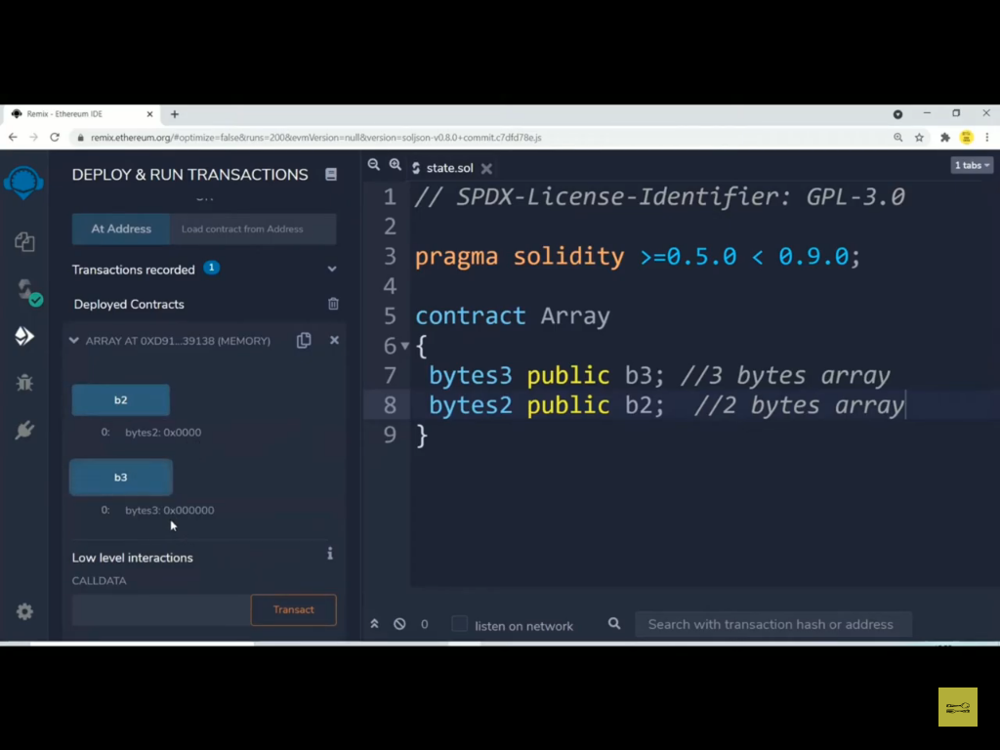 Remix - Ethereum IDE
remix.ethereum.org/#optimize=false&runs=200&evmVersion=null&version=soljson-v0.8.0+commit.c7dfd78e.js
DEPLOY & RUN TRANSACTIONS
At Address
Load contract from Address
Transactions recorded 1
Deployed Contracts
ARRAY AT 0XD91...39138 (MEMORY)
b2
0: bytes2: 0x0000
b3
0: bytes3: 0x000000
Low level interactions
i
CALLDATA
Transact
state.sol
1 tabs
1 // SPDX-License-Identifier: GPL-3.0
2
3 pragma solidity >=0.5.0 < 0.9.0;
4
5 contract Array
6 {
7 bytes3 public b3; //3 bytes array
8 bytes2 public b2; //2 bytes array
9 }
0
listen on network
Search with transaction hash or address